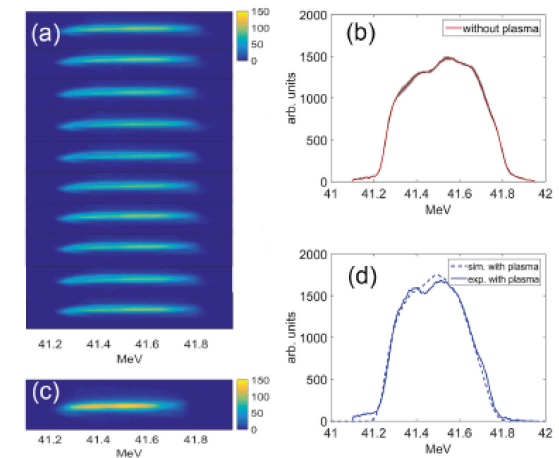 (a)
150
100
50
0
41.2 41.4 41.6 41.8
MeV
(b)
without plasma
2000
1500
1000
500
0
arb. units
41 41.2 41.4 41.6 41.8 42
MeV
(c)
150
100
50
0
41.2 41.4 41.6 41.8
MeV
(d)
sim. with plasma
exp. with plasma
2000
1500
1000
500
0
arb. units
41 41.2 41.4 41.6 41.8 42
MeV